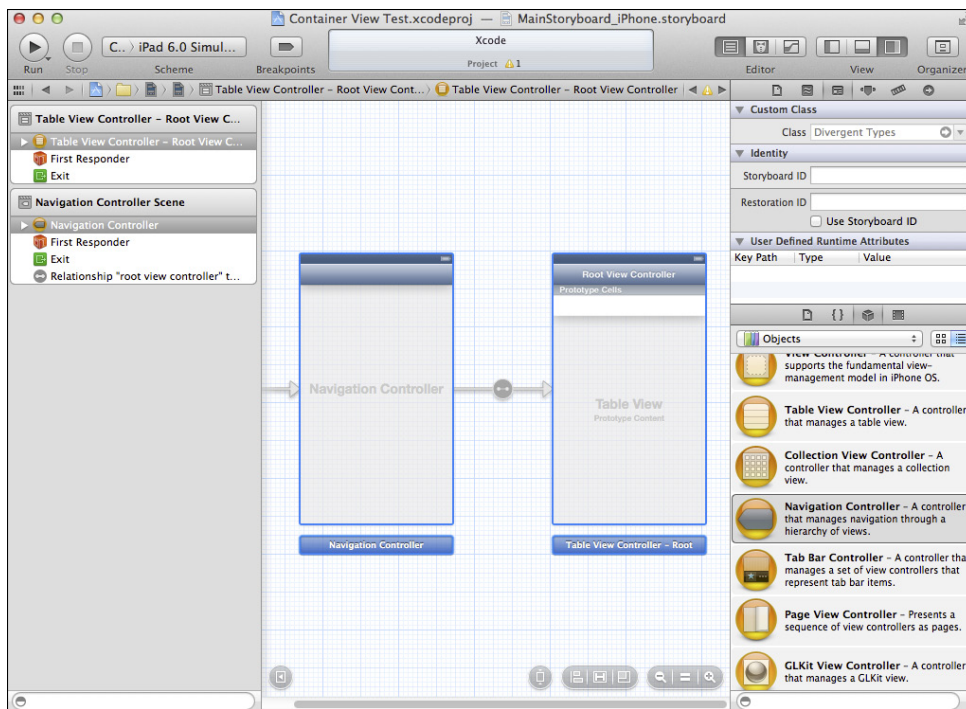 Container View Test.xcodeproj — MainStoryboard_iPhone.storyboard
Run
Stop
C.. 〉 iPad 6.0 Simul...
Scheme
Breakpoints
Xcode
Project 1
Editor
View
Organizer
Table View Controller – Root View Cont... 〉 Table View Controller – Root View Controller
Table View Controller – Root View C...
Table View Controller – Root View C...
First Responder
Exit
Navigation Controller Scene
Navigation Controller
First Responder
Exit
Relationship "root view controller" t...
Navigation Controller
Navigation Controller
Root View Controller
Prototype Cells
Table View
Prototype Content
Table View Controller – Root
Custom Class
Class Divergent Types
Identity
Storyboard ID
Restoration ID
Use Storyboard ID
User Defined Runtime Attributes
Key Path Type Value
{}
Objects
View Controller – A controller that
supports the fundamental view-
management model in iPhone OS.
Table View Controller – A controller
that manages a table view.
Collection View Controller – A
controller that manages a collection
view.
Navigation Controller – A controller
that manages navigation through a
hierarchy of views.
Tab Bar Controller – A controller tha
manages a set of view controllers that
represent tab bar items.
Page View Controller – Presents a
sequence of view controllers as pages.
GLKit View Controller – A controller
that manages a GLKit view.